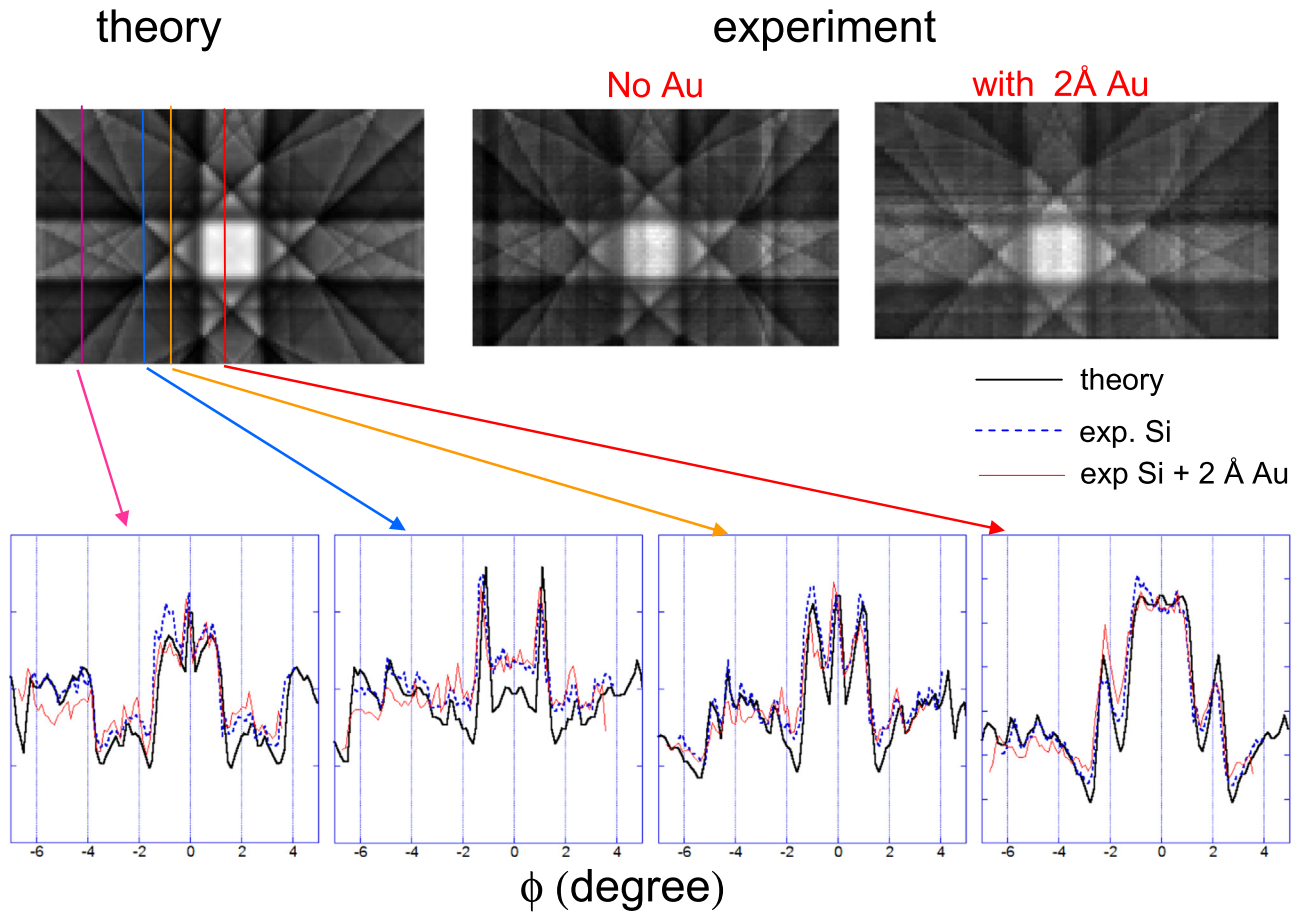 theory
experiment
No Au
with 2Å Au
theory
exp. Si
exp Si + 2 Å Au
-6 -4 -2 0 2 4
-6 -4 -2 0 2 4
-6 -4 -2 0 2 4
-6 -4 -2 0 2 4
ϕ (degree)